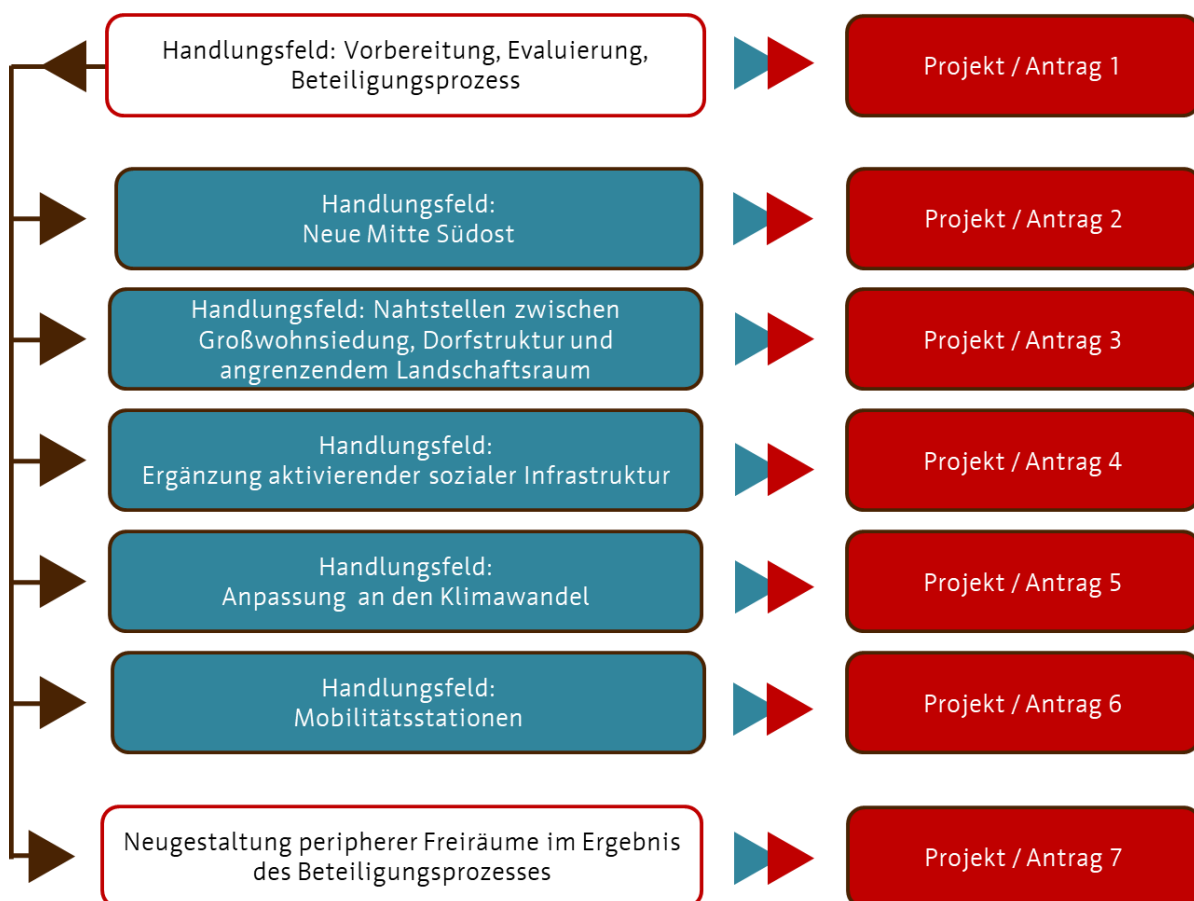 Handlungsfeld: Vorbereitung, Evaluierung,
Beteiligungsprozess
Projekt / Antrag 1
Handlungsfeld:
Neue Mitte Südost
Projekt / Antrag 2
Handlungsfeld: Nahtstellen zwischen
Großwohnsiedung, Dorfstruktur und
angrenzendem Landschaftsraum
Projekt / Antrag 3
Handlungsfeld:
Ergänzung aktivierender sozialer Infrastruktur
Projekt / Antrag 4
Handlungsfeld:
Anpassung an den Klimawandel
Projekt / Antrag 5
Handlungsfeld:
Mobilitätsstationen
Projekt / Antrag 6
Neugestaltung peripherer Freiräume im Ergebnis
des Beteiligungsprozesses
Projekt / Antrag 7